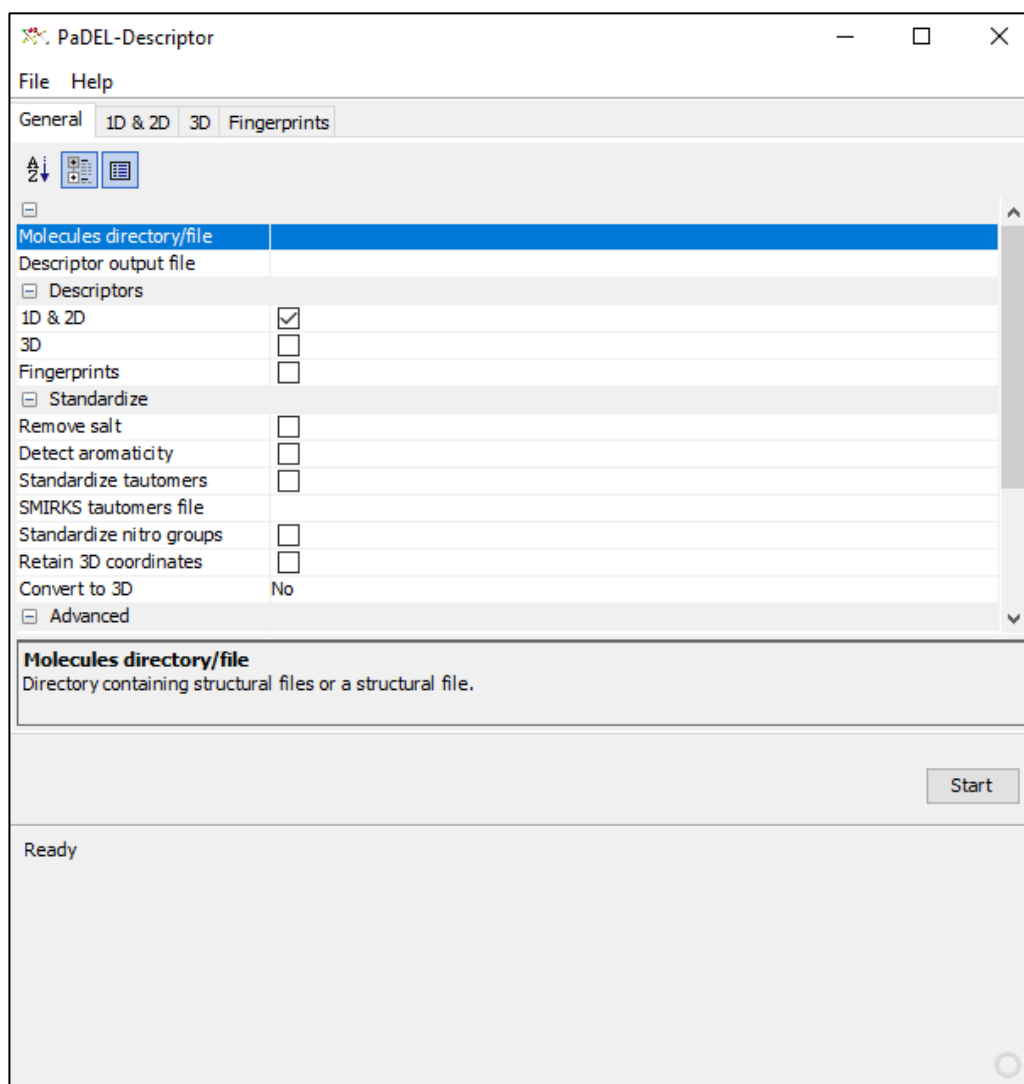 PaDEL-Descriptor
File Help
General 1D & 2D 3D Fingerprints
A
Z
Molecules directory/file
Descriptor output file
Descriptors
1D & 2D
3D
Fingerprints
Standardize
Remove salt
Detect aromaticity
Standardize tautomers
SMIRKS tautomers file
Standardize nitro groups
Retain 3D coordinates
Convert to 3D No
Advanced
Molecules directory/file
Directory containing structural files or a structural file.
Start
Ready